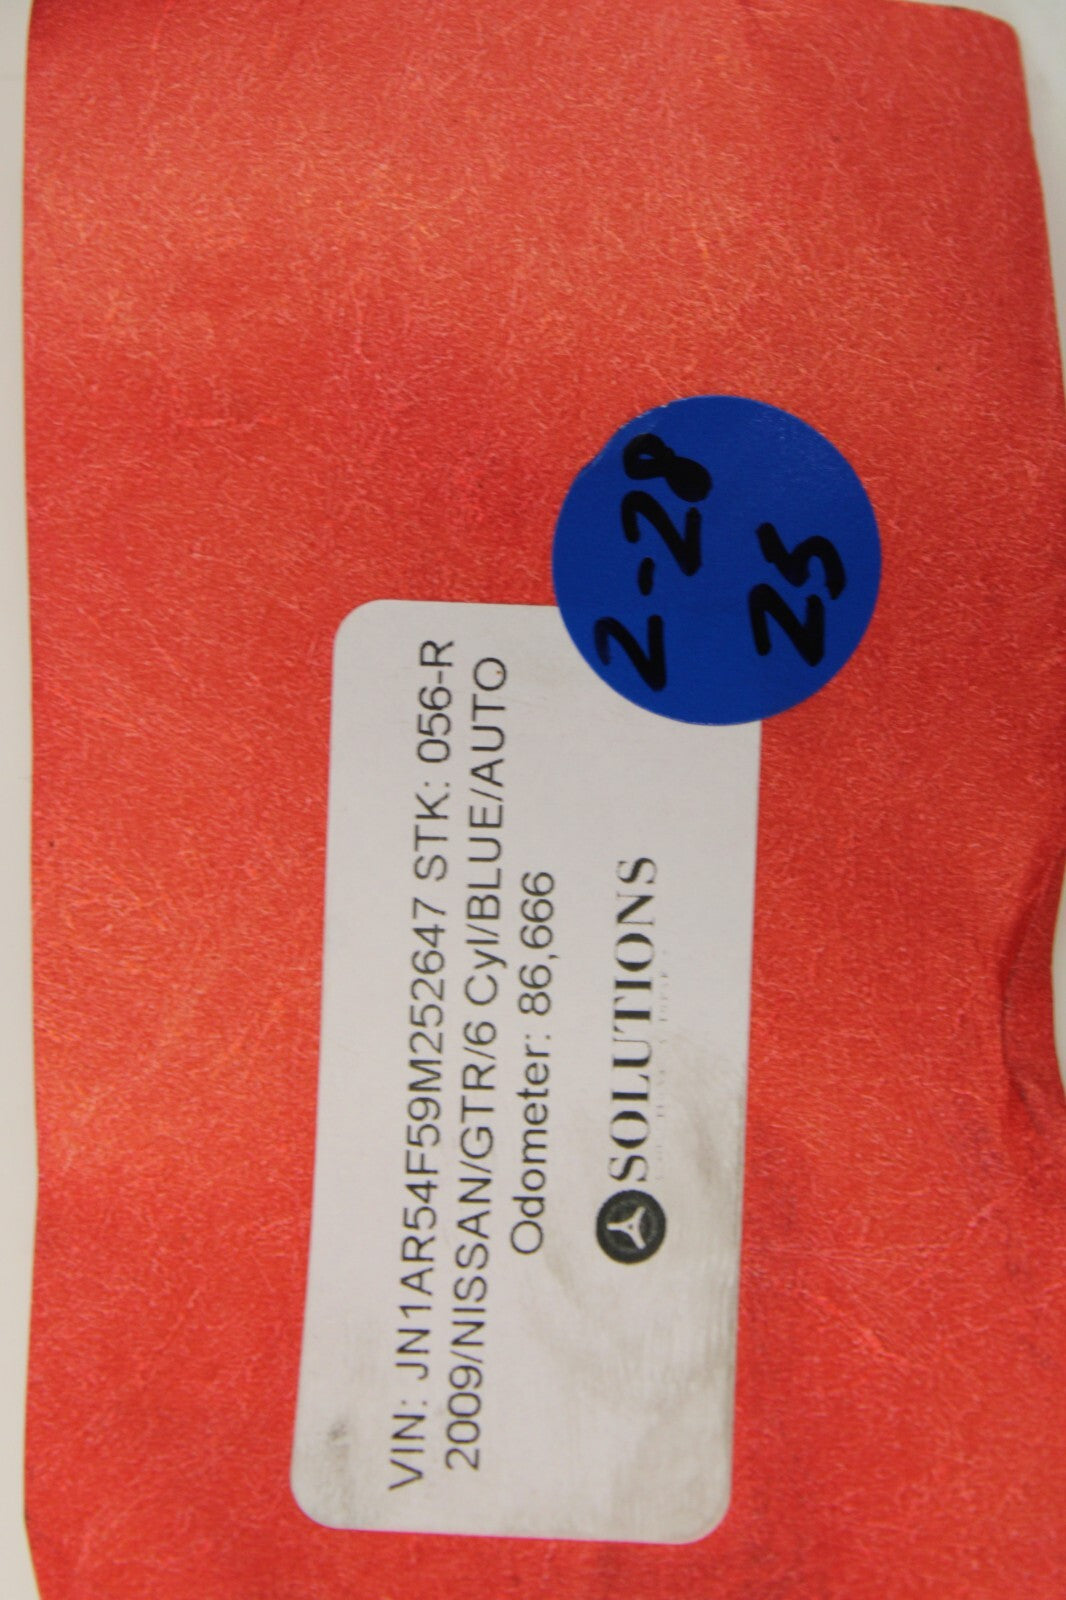 VIN: JN1AR54F59M252647 STK: 056-R
2009/NISSAN/GTR/6 Cyl/BLUE/AUTO
Odometer: 86,666
SOLUTIONS
2-28
25